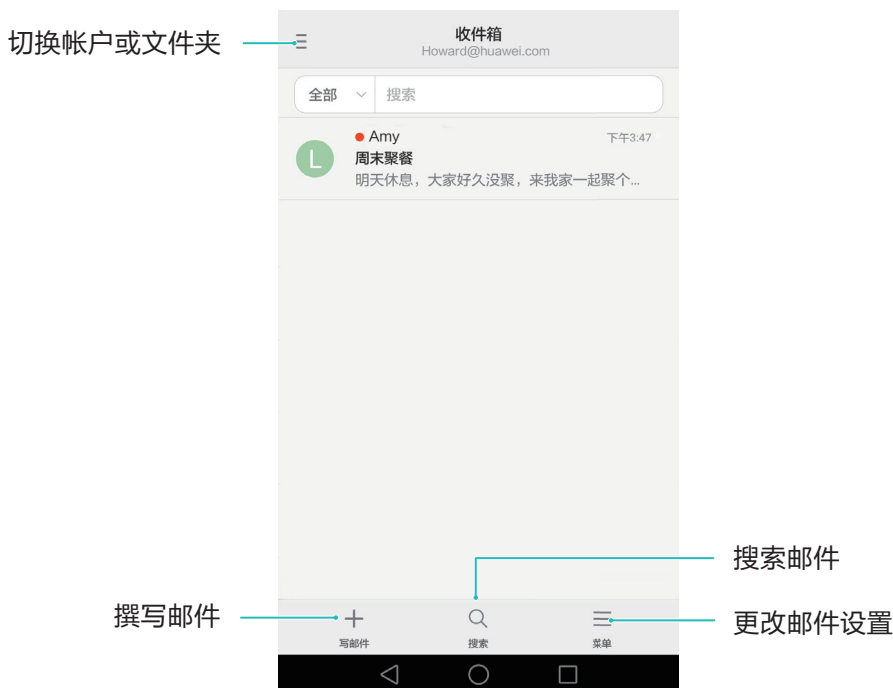 切换帐户或文件夹
收件箱
Howard@huawei.com
全部
搜索
Amy
下午3:47
L
周末聚餐
明天休息，大家好久没聚，来我家一起聚个...
搜索邮件
撰写邮件
更改邮件设置
写邮件
搜索
菜单